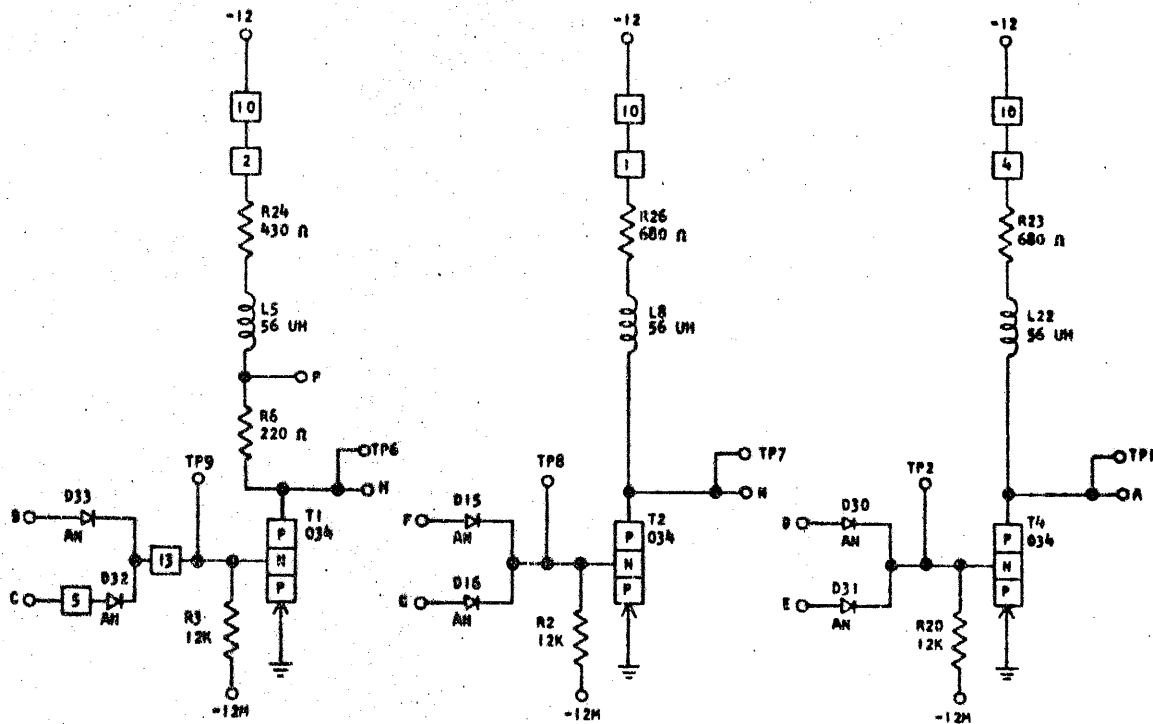 -12
10
2
R24
430 Ω
L5
56 UH
P
R6
220 Ω
TP6
H
TP9
D33
B
AN
13
C
5
D32
AN
T1
034
P
N
P
R3
12K
-12M
-12
10
1
R26
680 Ω
L8
56 UH
TP7
TP8
D15
F
AN
D16
G
AN
T2
034
P
N
P
R2
12K
-12M
-12
10
4
R23
680 Ω
L22
56 UH
TP1
A
TP2
D30
D
AN
D31
E
AN
T4
034
P
N
P
R20
12K
-12M